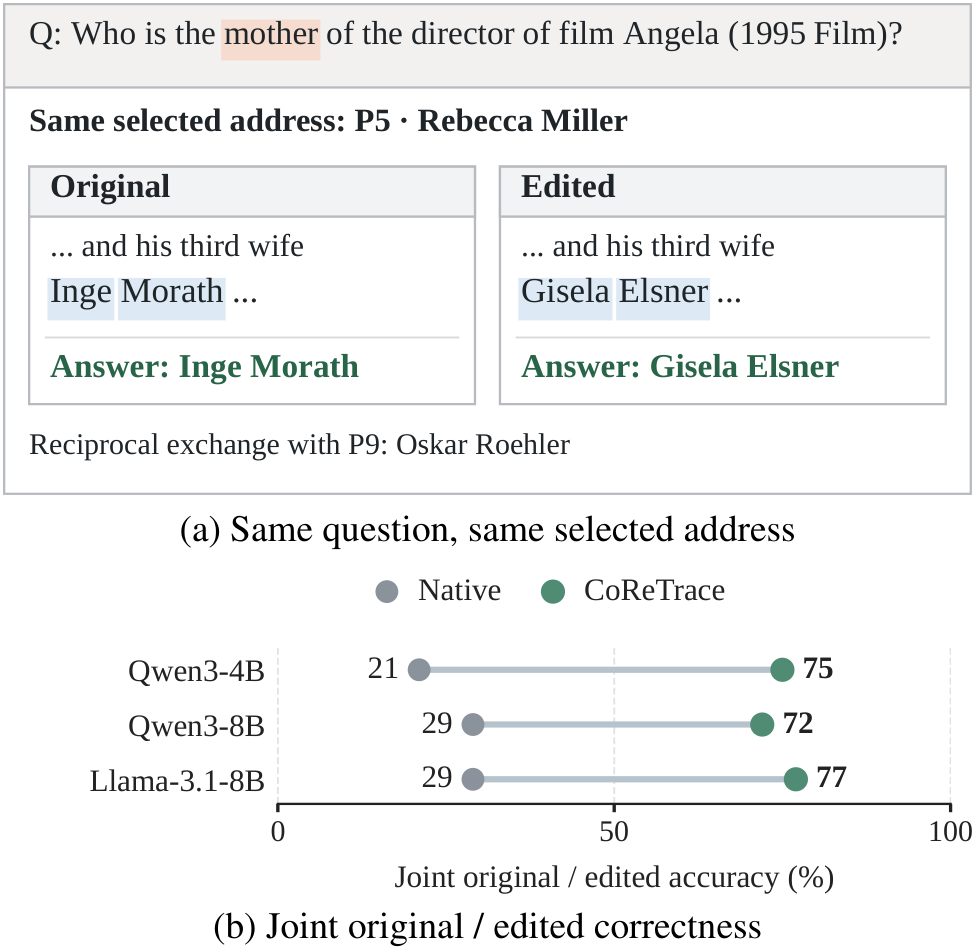 Q: Who is the mother of the director of film Angela (1995 Film)?
Same selected address: P5 · Rebecca Miller
Original
... and his third wife
Inge Morath ...
Answer: Inge Morath
Edited
... and his third wife
Gisela Elsner ...
Answer: Gisela Elsner
Reciprocal exchange with P9: Oskar Roehler
(a) Same question, same selected address
Native CoReTrace
Qwen3-4B 21 75
Qwen3-8B 29 72
Llama-3.1-8B 29 77
0 50 100
Joint original / edited accuracy (%)
(b) Joint original / edited correctness